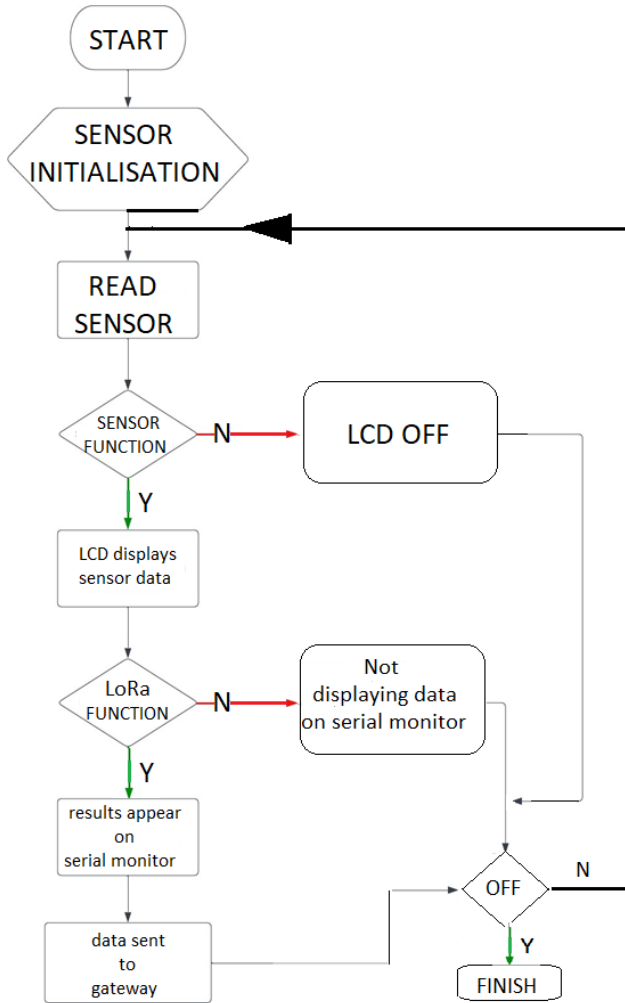 START
SENSOR
INITIALISATION
READ
SENSOR
SENSOR
FUNCTION
N
LCD OFF
Y
LCD displays
sensor data
LoRa
FUNCTION
N
Not
displaying data
on serial monitor
Y
results appear
on
serial monitor
OFF
N
Y
data sent
to
gateway
FINISH